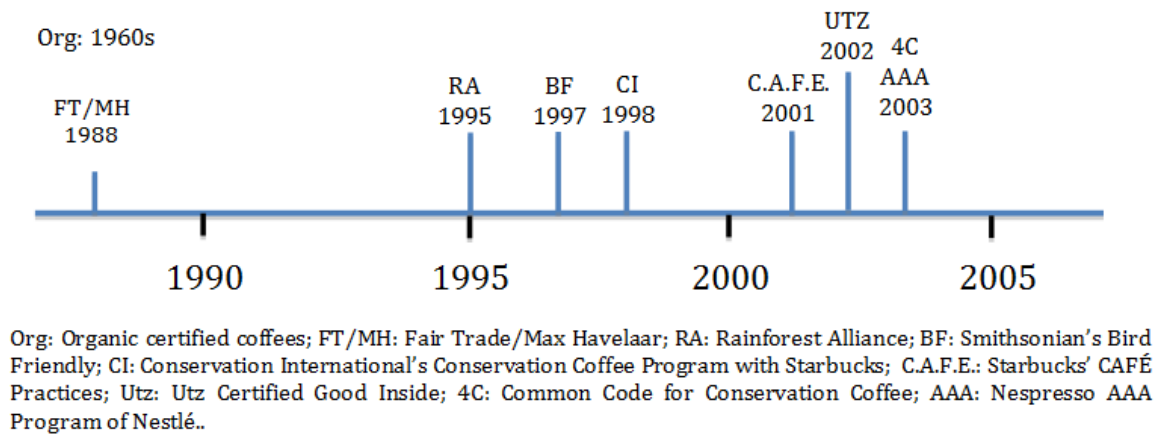 Org: 1960s
FT/MH
1988
RA
1995
BF
1997
CI
1998
C.A.F.E.
2001
UTZ
2002
4C
AAA
2003
1990
1995
2000
2005
Org: Organic certified coffees; FT/MH: Fair Trade/Max Havelaar; RA: Rainforest Alliance; BF: Smithsonian’s Bird
Friendly; CI: Conservation International’s Conservation Coffee Program with Starbucks; C.A.F.E.: Starbucks’ CAFÉ
Practices; Utz: Utz Certified Good Inside; 4C: Common Code for Conservation Coffee; AAA: Nespresso AAA
Program of Nestlé..